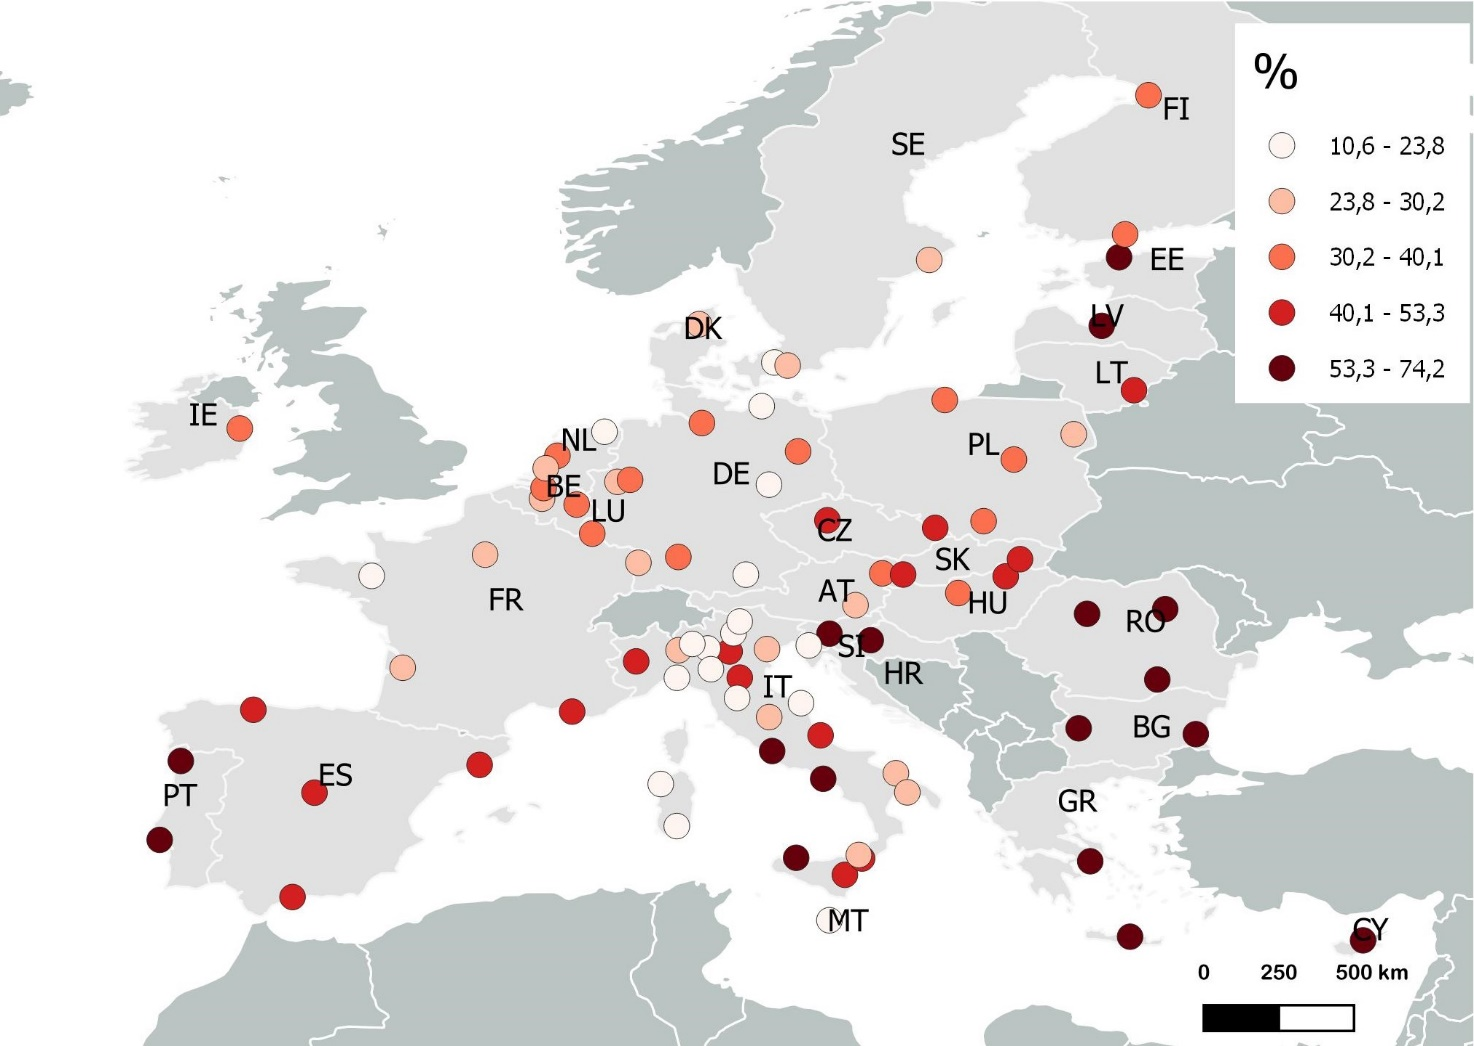 %
FI
SE
10,6 - 23,8
23,8 - 30,2
EE
30,2 - 40,1
LV
40,1 - 53,3
DK
53,3 - 74,2
LT
IE
NL
PL
DE
BE
LU
CZ
SK
AT
HU
FR
RO
SI
HR
IT
BG
ES
PT
GR
MT
CY
0 250 500 km